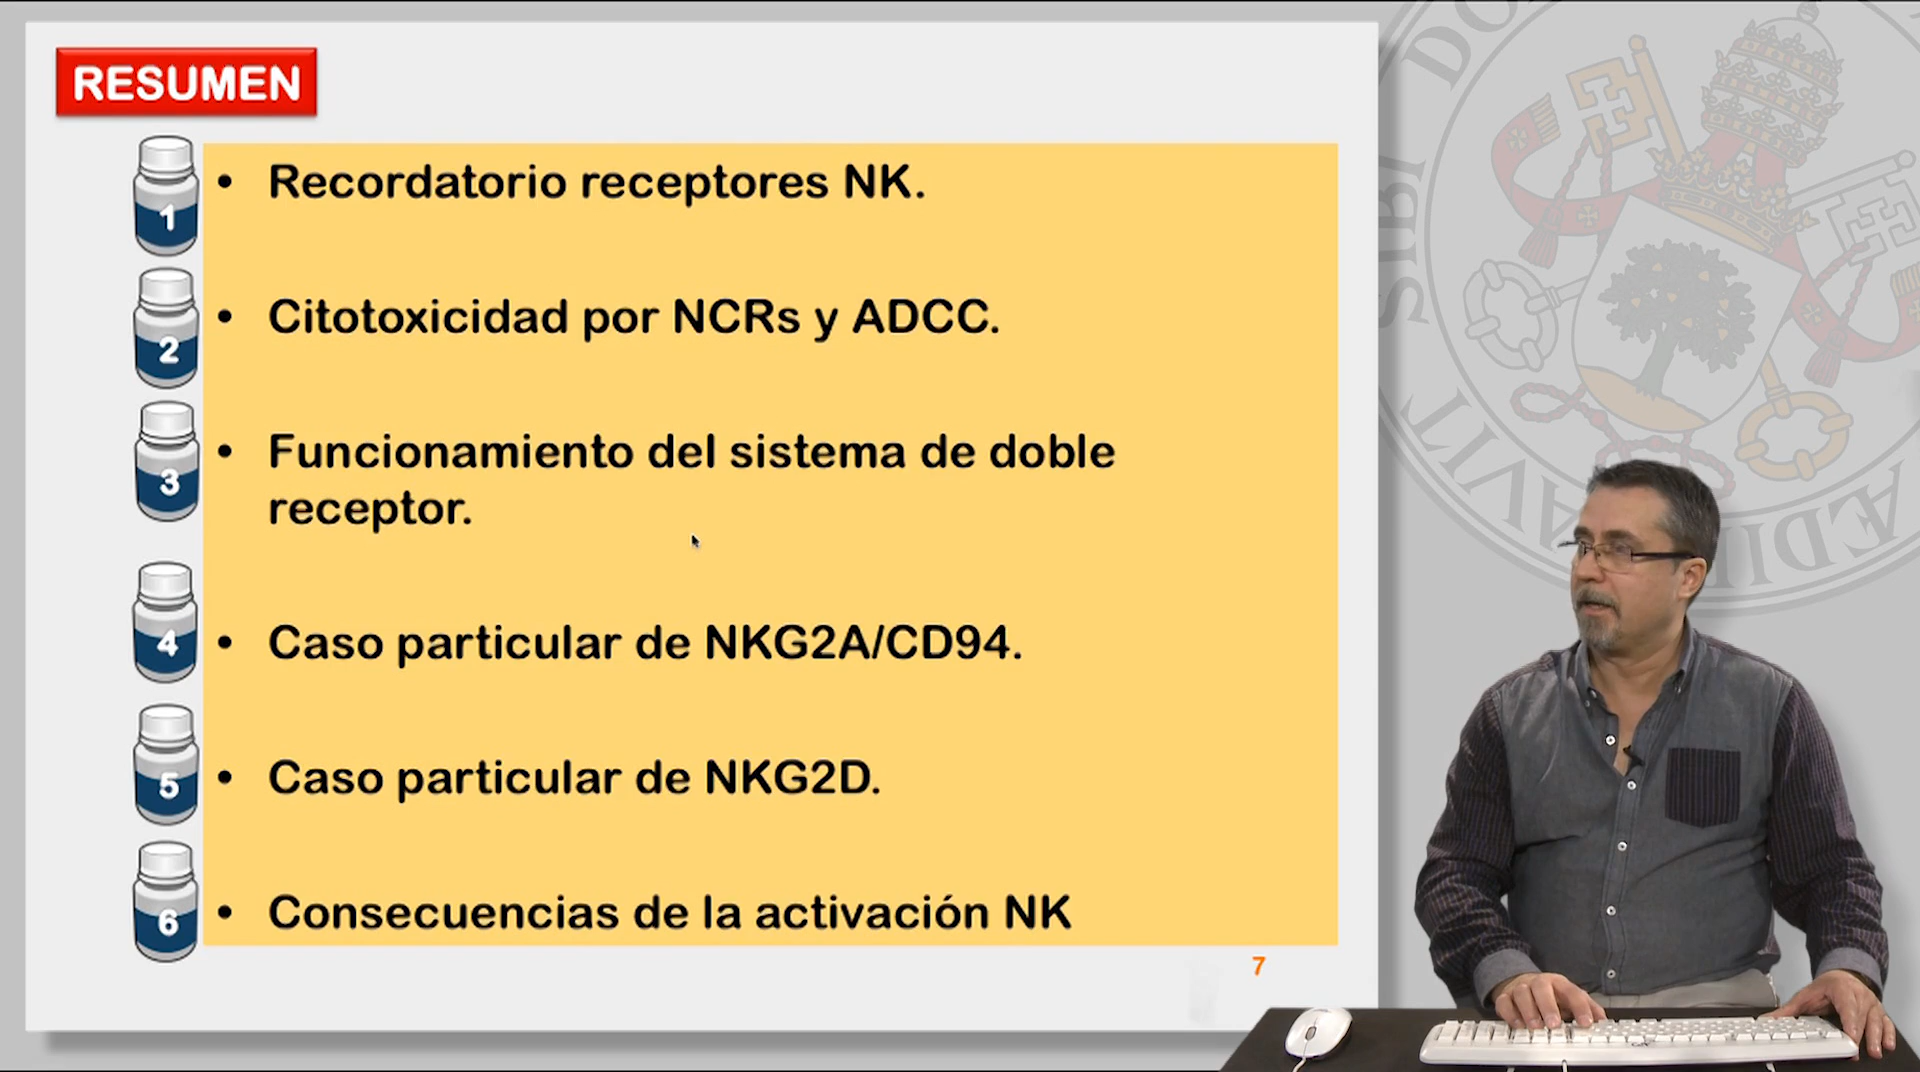 RESUMEN
1
• Recordatorio receptores NK.
2
• Citotoxicidad por NCRs y ADCC.
3
• Funcionamiento del sistema de doble
receptor.
4
• Caso particular de NKG2A/CD94.
5
• Caso particular de NKG2D.
6
• Consecuencias de la activación NK
7
SIBI